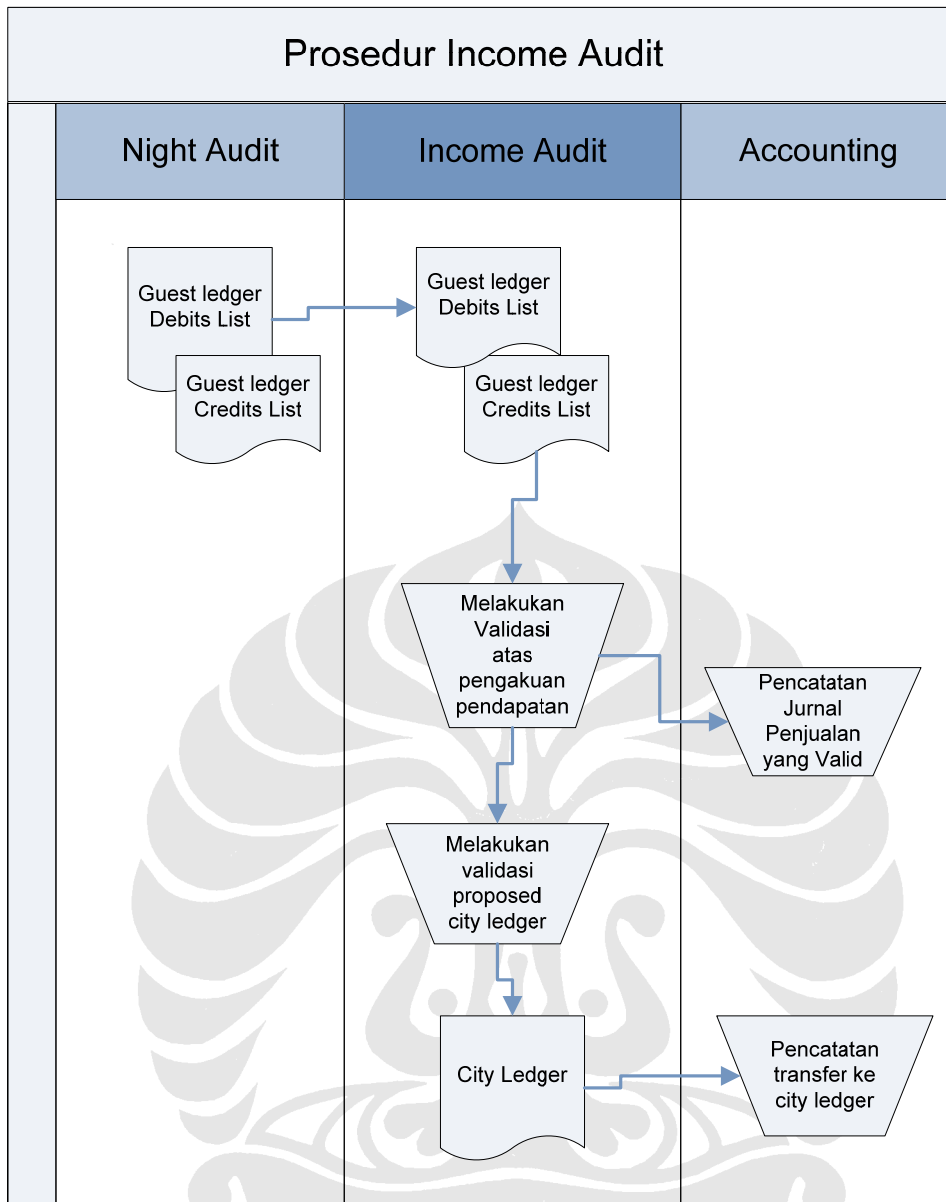 Prosedur Income Audit
Night Audit
Income Audit
Accounting
Guest ledger
Debits List
Guest ledger
Credits List
Guest ledger
Debits List
Guest ledger
Credits List
Melakukan
Validasi
atas
pengakuan
pendapatan
Pencatatan
Jurnal
Penjualan
yang Valid
Melakukan
validasi
proposed
city ledger
City Ledger
Pencatatan
transfer ke
city ledger